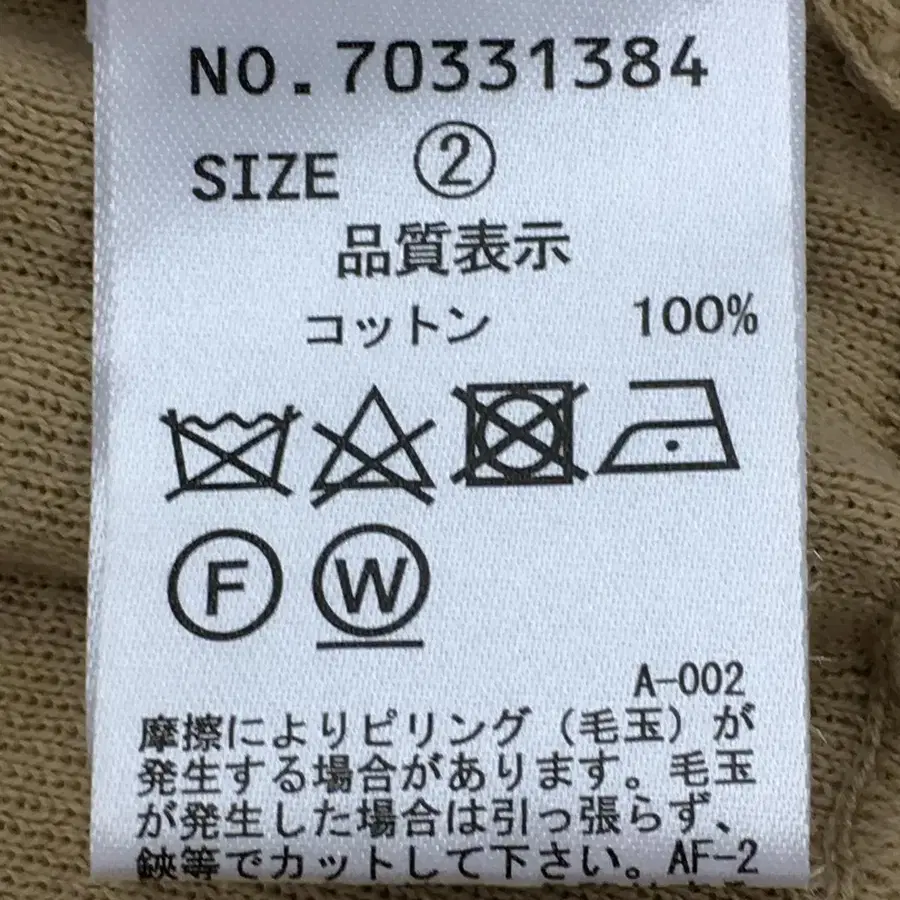 NO.70331384
SIZE ②
品質表示
コットン 100%
F W
A-002
摩擦によりピリング（毛玉）が
発生する場合があります。毛玉
が発生した場合は引っ張らず、
鋏等でカットして下さい。AF-2